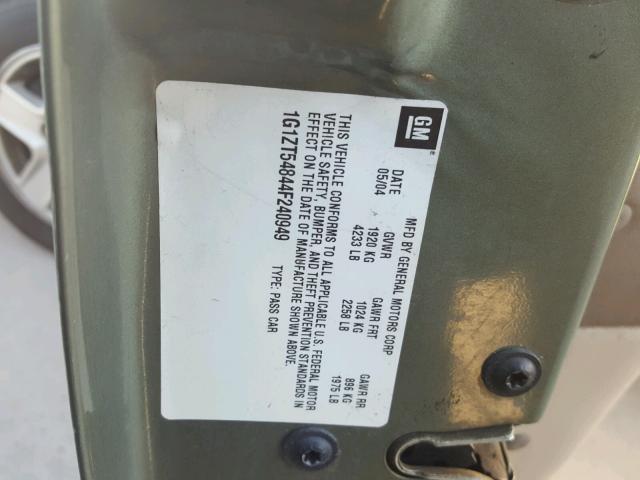 GM
MFD BY GENERAL MOTORS CORP
DATE GVWR GAWR FRT GAWR RR
05/04 1920 KG 1024 KG 896 KG
4233 LB 2258 LB 1975 LB
THIS VEHICLE CONFORMS TO ALL APPLICABLE U.S. FEDERAL MOTOR
VEHICLE SAFETY, BUMPER, AND THEFT PREVENTION STANDARDS IN
EFFECT ON THE DATE OF MANUFACTURE SHOWN ABOVE.
1G1ZT54844F240949 TYPE: PASS CAR